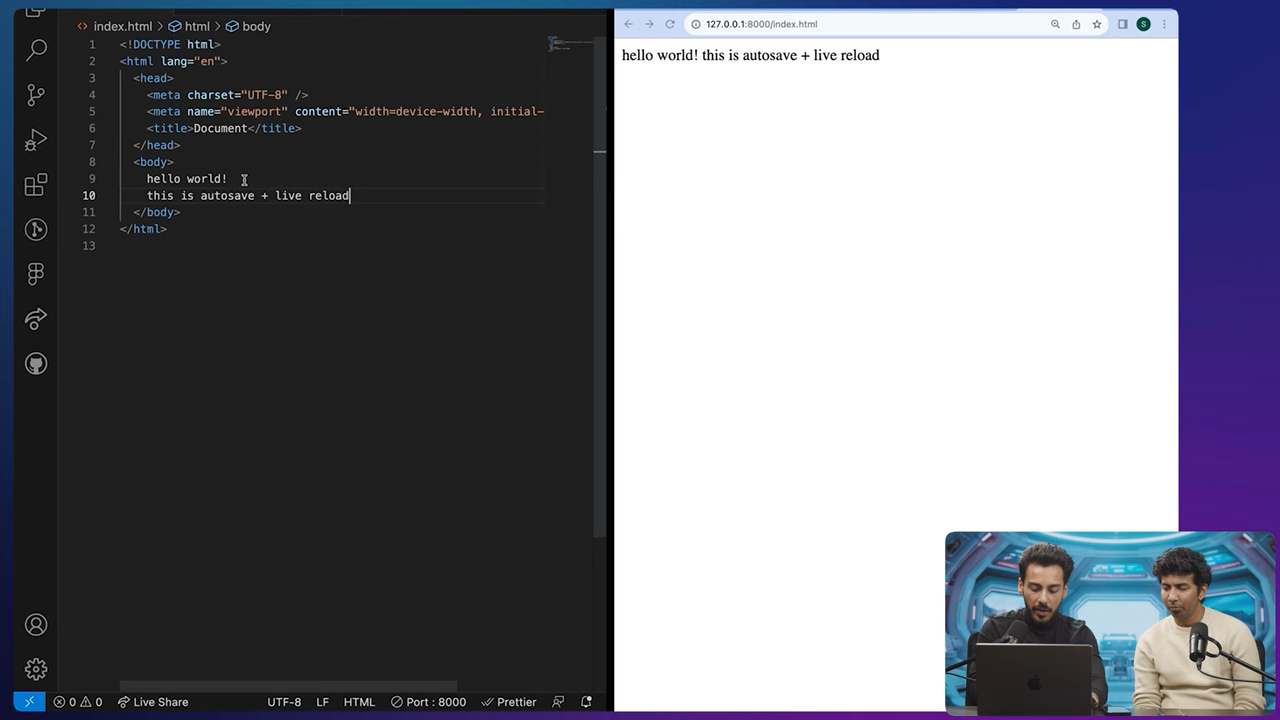 index.html > html > body
1 <!DOCTYPE html>
2 <html lang="en">
3 <head>
4 <meta charset="UTF-8" />
5 <meta name="viewport" content="width=device-width, initial-
6 <title>Document</title>
7 </head>
8 <body>
9 hello world!
10 this is autosave + live reload
11 </body>
12 </html>
13
0 0 Live Share UTF-8 LF HTML Port : 8000 Prettier
127.0.0.1:8000/index.html S
hello world! this is autosave + live reload